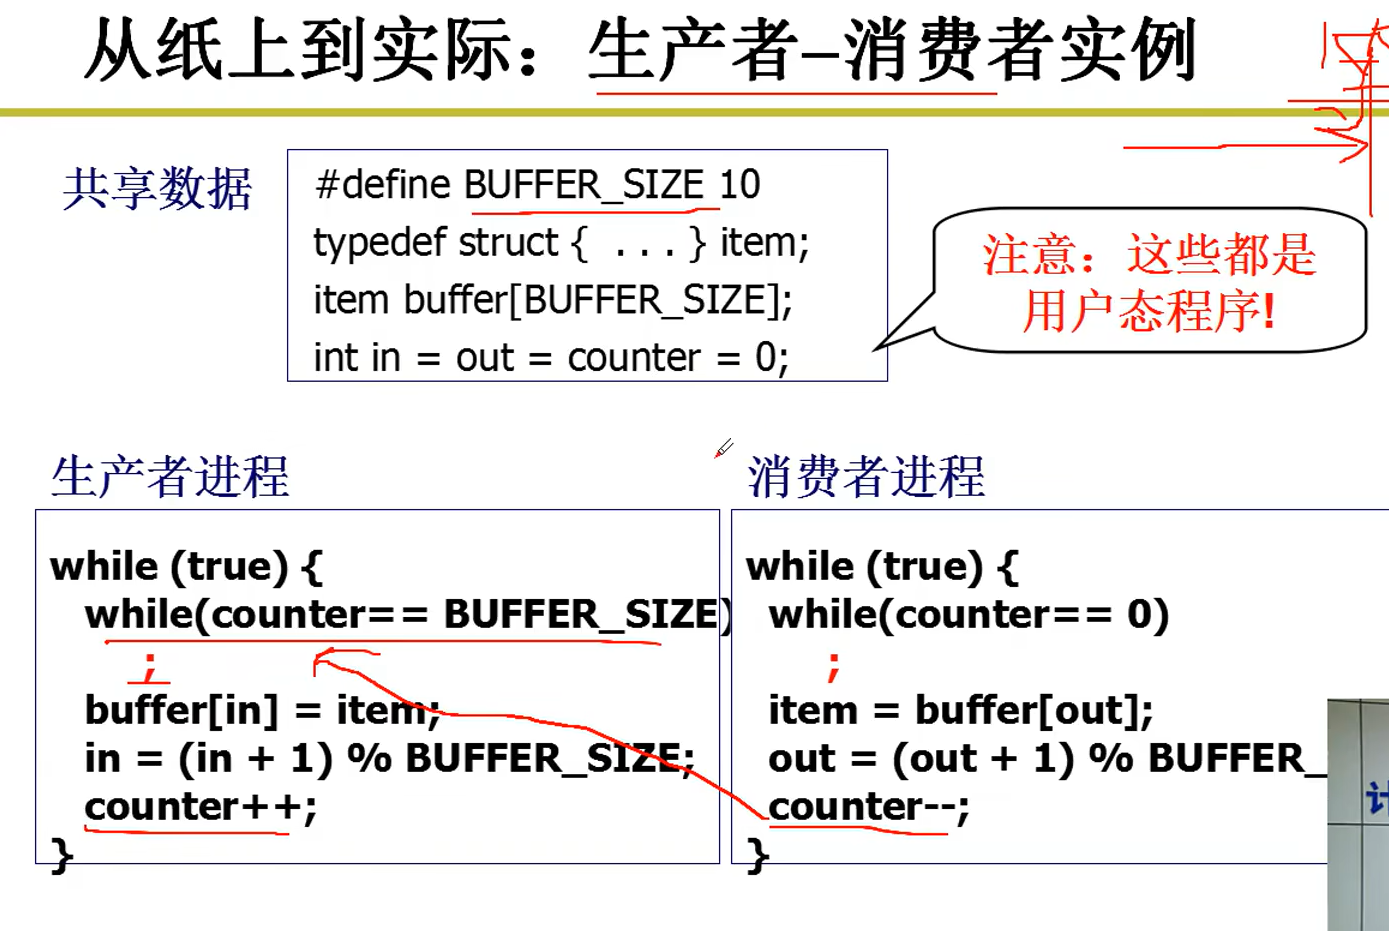 从纸上到实际：生产者–消费者实例
共享数据
#define BUFFER_SIZE 10
typedef struct { . . . } item;
item buffer[BUFFER_SIZE];
int in = out = counter = 0;
注意：这些都是
用户态程序!
生产者进程
while (true) {
while(counter== BUFFER_SIZE)
;
buffer[in] = item;
in = (in + 1) % BUFFER_SIZE;
counter++;
}
消费者进程
while (true) {
while(counter== 0)
;
item = buffer[out];
out = (out + 1) % BUFFER_
counter--;
}